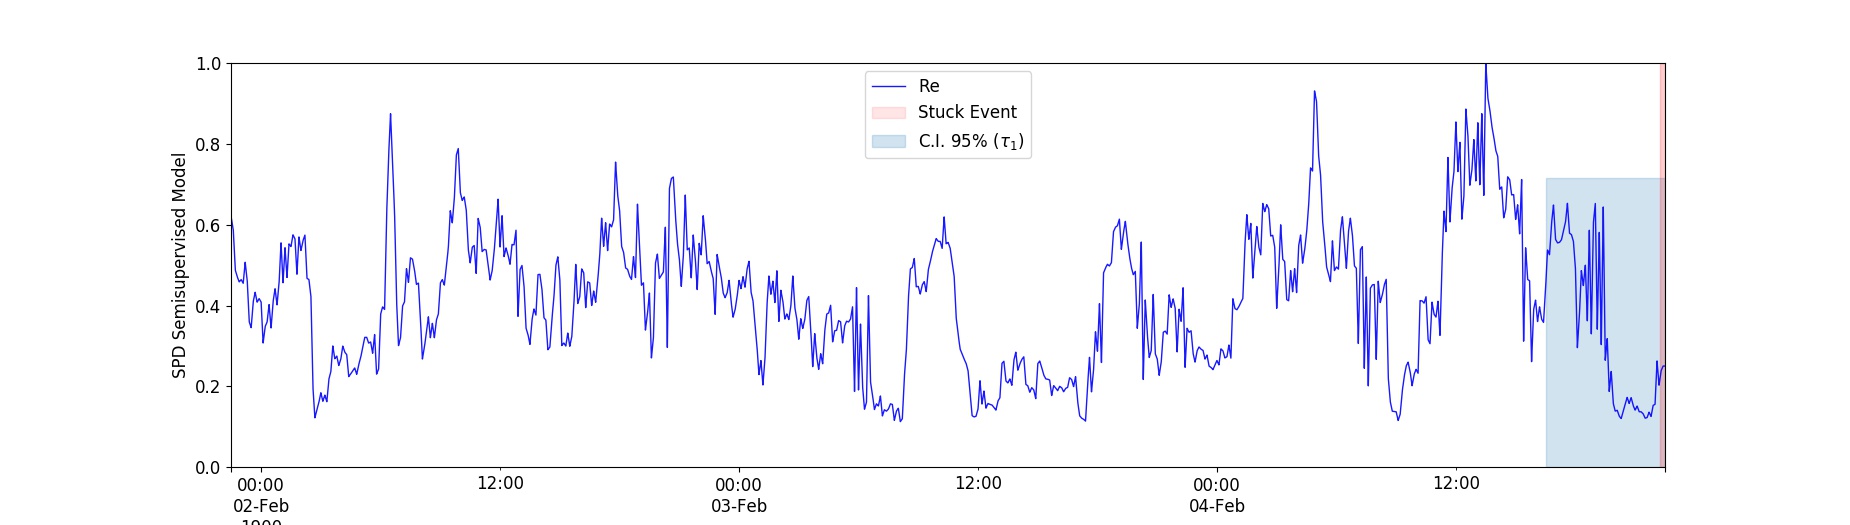 SPD Semisupervised Model
1.0
0.8
0.6
0.4
0.2
0.0
Re
Stuck Event
C.I. 95% (τ₁)
00:00
02-Feb
1900
12:00
00:00
03-Feb
12:00
00:00
04-Feb
12:00